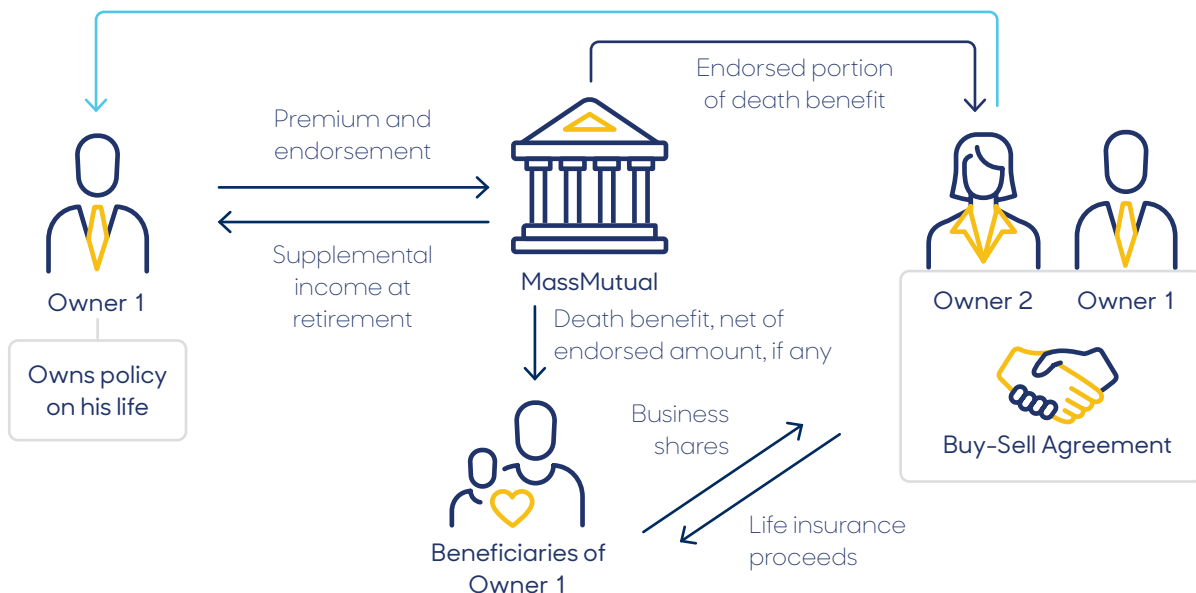 Endorsed portion
of death benefit
Premium and
endorsement
Supplemental
income at
retirement
MassMutual
Owner 1
Owns policy
on his life
Owner 2
Owner 1
Death benefit, net of
endorsed amount, if any
Business
shares
Buy-Sell Agreement
Life insurance
proceeds
Beneficiaries of
Owner 1